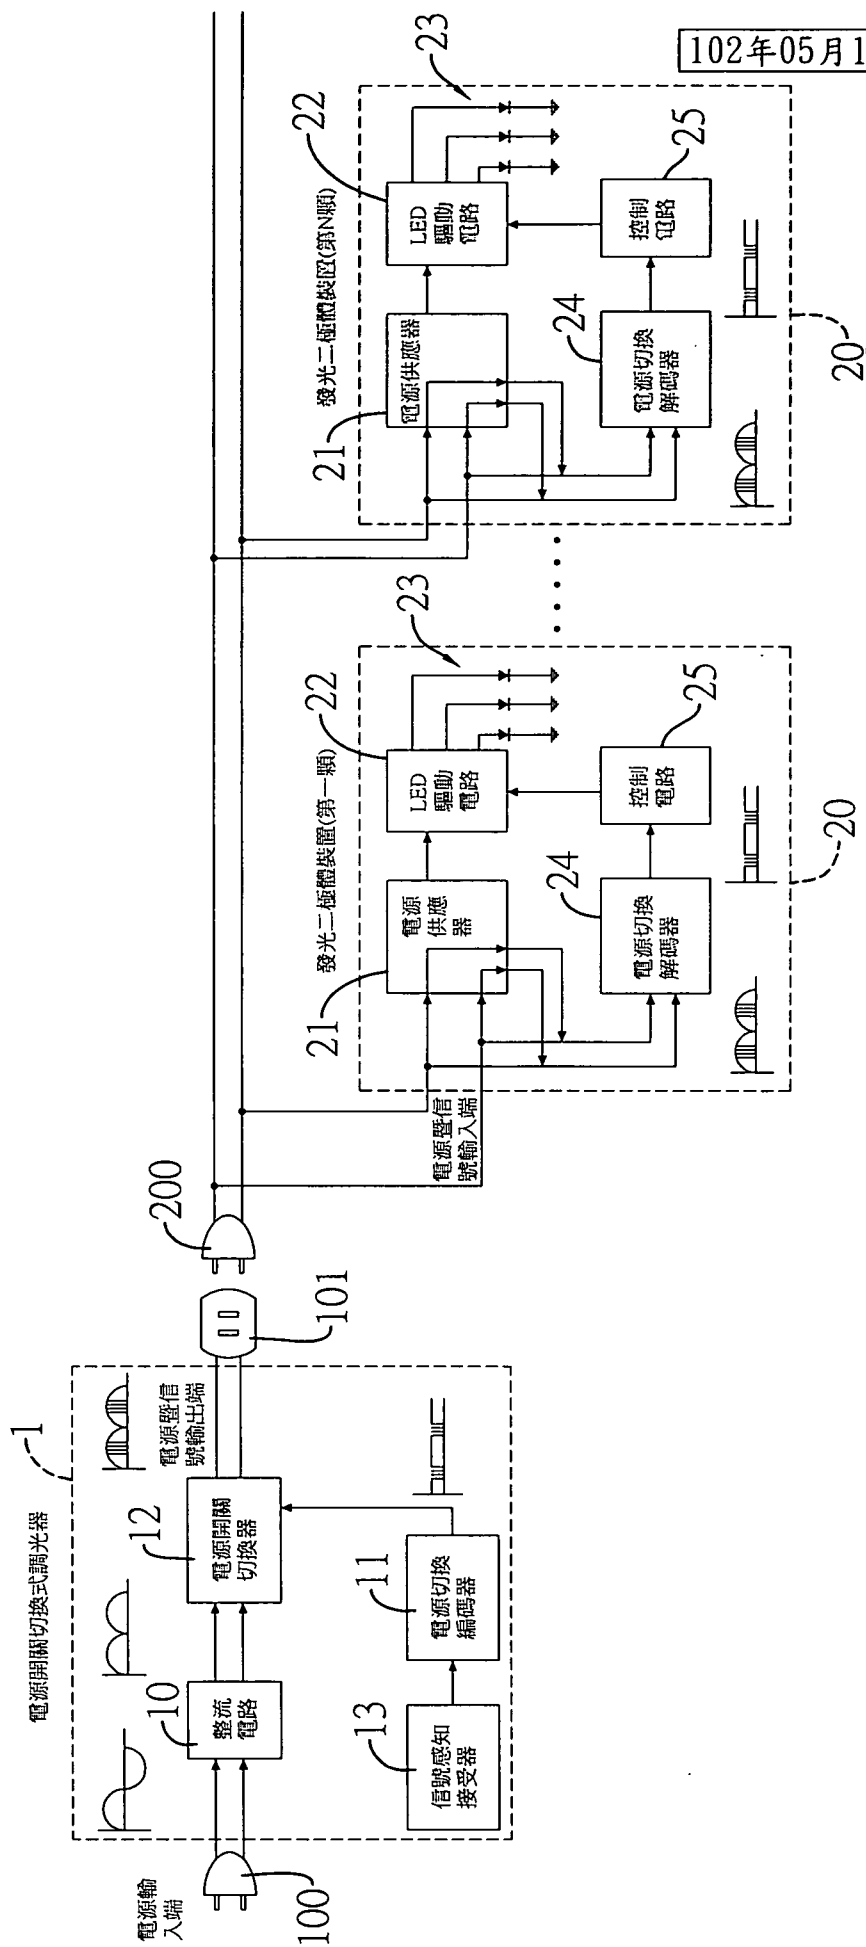 102年05月1
電源開關切換式調光器
1
電源輸
入端
100
10
整流
電路
12
電源開關
切換器
電源暨信
號輸出端
13
信號感知
接受器
11
電源切換
編碼器
101
200
電源暨信
號輸入端
發光二極體裝置(第一顆)
21
電源
供應
器
22
LED
驅動
電路
23
24
電源切換
解碼器
25
控制
電路
20
發光二極體裝置(第N顆)
21
電源供應器
22
LED
驅動
電路
23
24
電源切換
解碼器
25
控制
電路
20